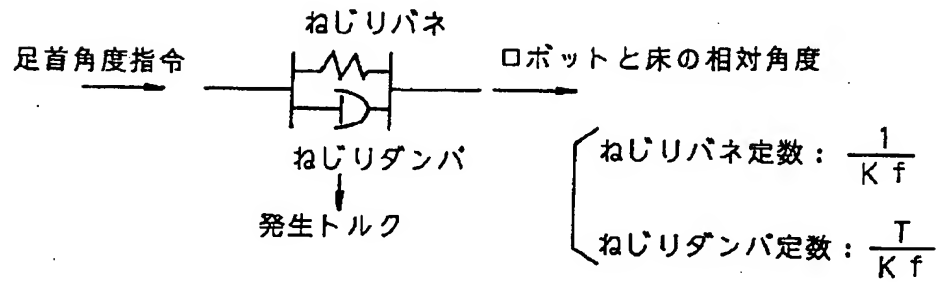 ねじりバネ
足首角度指令
ロボットと床の相対角度
ねじりダンパ
発生トルク
ねじりバネ定数: 1/Kf
ねじりダンパ定数: T/Kf